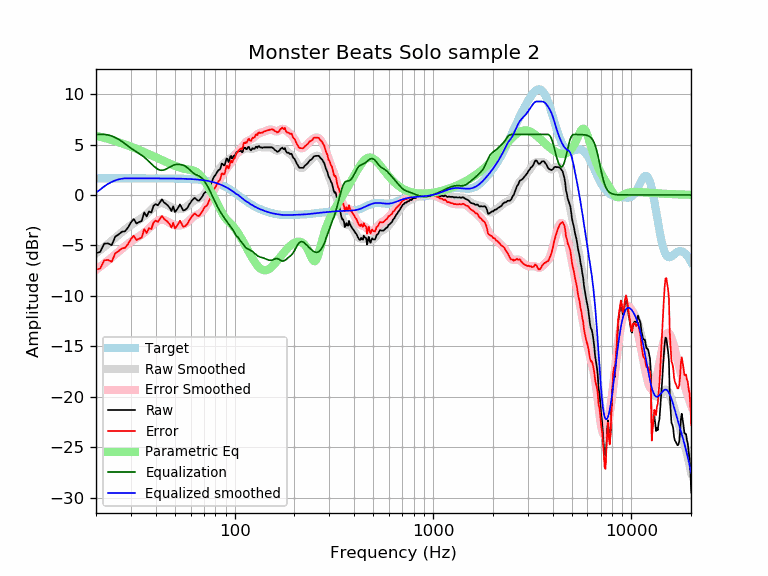 Monster Beats Solo sample 2
Amplitude (dBr)
10
5
0
−5
−10
−15
−20
−25
−30
Target
Raw Smoothed
Error Smoothed
Raw
Error
Parametric Eq
Equalization
Equalized smoothed
100
1000
10000
Frequency (Hz)